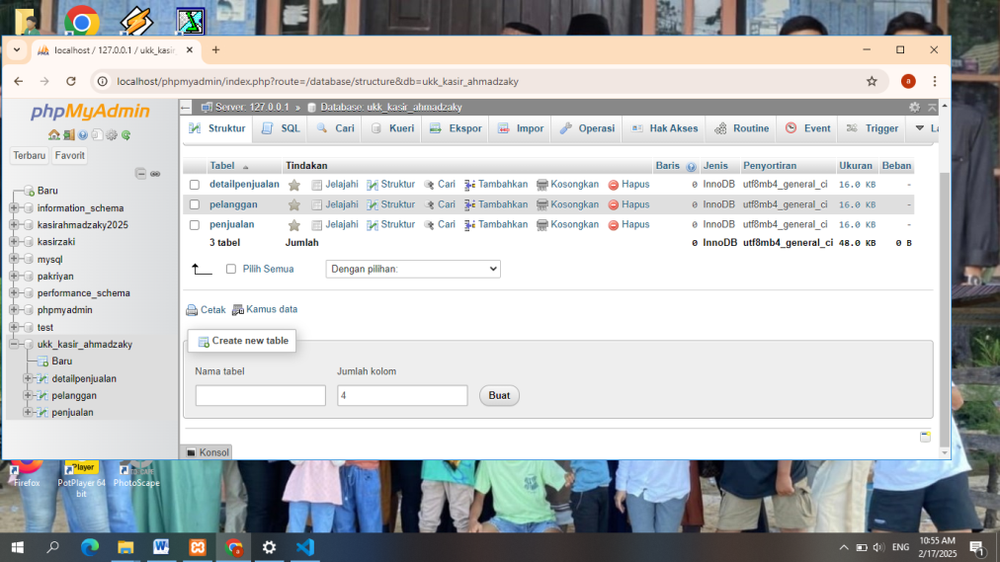 localhost / 127.0.0.1 / ukk_kasir_
localhost/phpmyadmin/index.php?route=/database/structure&db=ukk_kasir_ahmadzaky
a
phpMyAdmin
Terbaru Favorit
Baru
information_schema
kasirahmadzaky2025
kasirzaki
mysql
pakriyan
performance_schema
phpmyadmin
test
ukk_kasir_ahmadzaky
Baru
detailpenjualan
pelanggan
penjualan
Server: 127.0.0.1 » Database: ukk_kasir_ahmadzaky
Struktur SQL Cari Kueri Ekspor Impor Operasi Hak Akses Routine Event Trigger
Tabel Tindakan Baris Jenis Penyortiran Ukuran Beban
detailpenjualan Jelajahi Struktur Cari Tambahkan Kosongkan Hapus 0 InnoDB utf8mb4_general_ci 16.0 KB -
pelanggan Jelajahi Struktur Cari Tambahkan Kosongkan Hapus 0 InnoDB utf8mb4_general_ci 16.0 KB -
penjualan Jelajahi Struktur Cari Tambahkan Kosongkan Hapus 0 InnoDB utf8mb4_general_ci 16.0 KB -
3 tabel Jumlah 0 InnoDB utf8mb4_general_ci 48.0 KB 0 B
Pilih Semua Dengan pilihan:
Cetak Kamus data
Create new table
Nama tabel Jumlah kolom
4 Buat
Konsol
Player
Firefox PotPlayer 64 bit PhotoScape
ENG
10:55 AM
2/17/2025
1